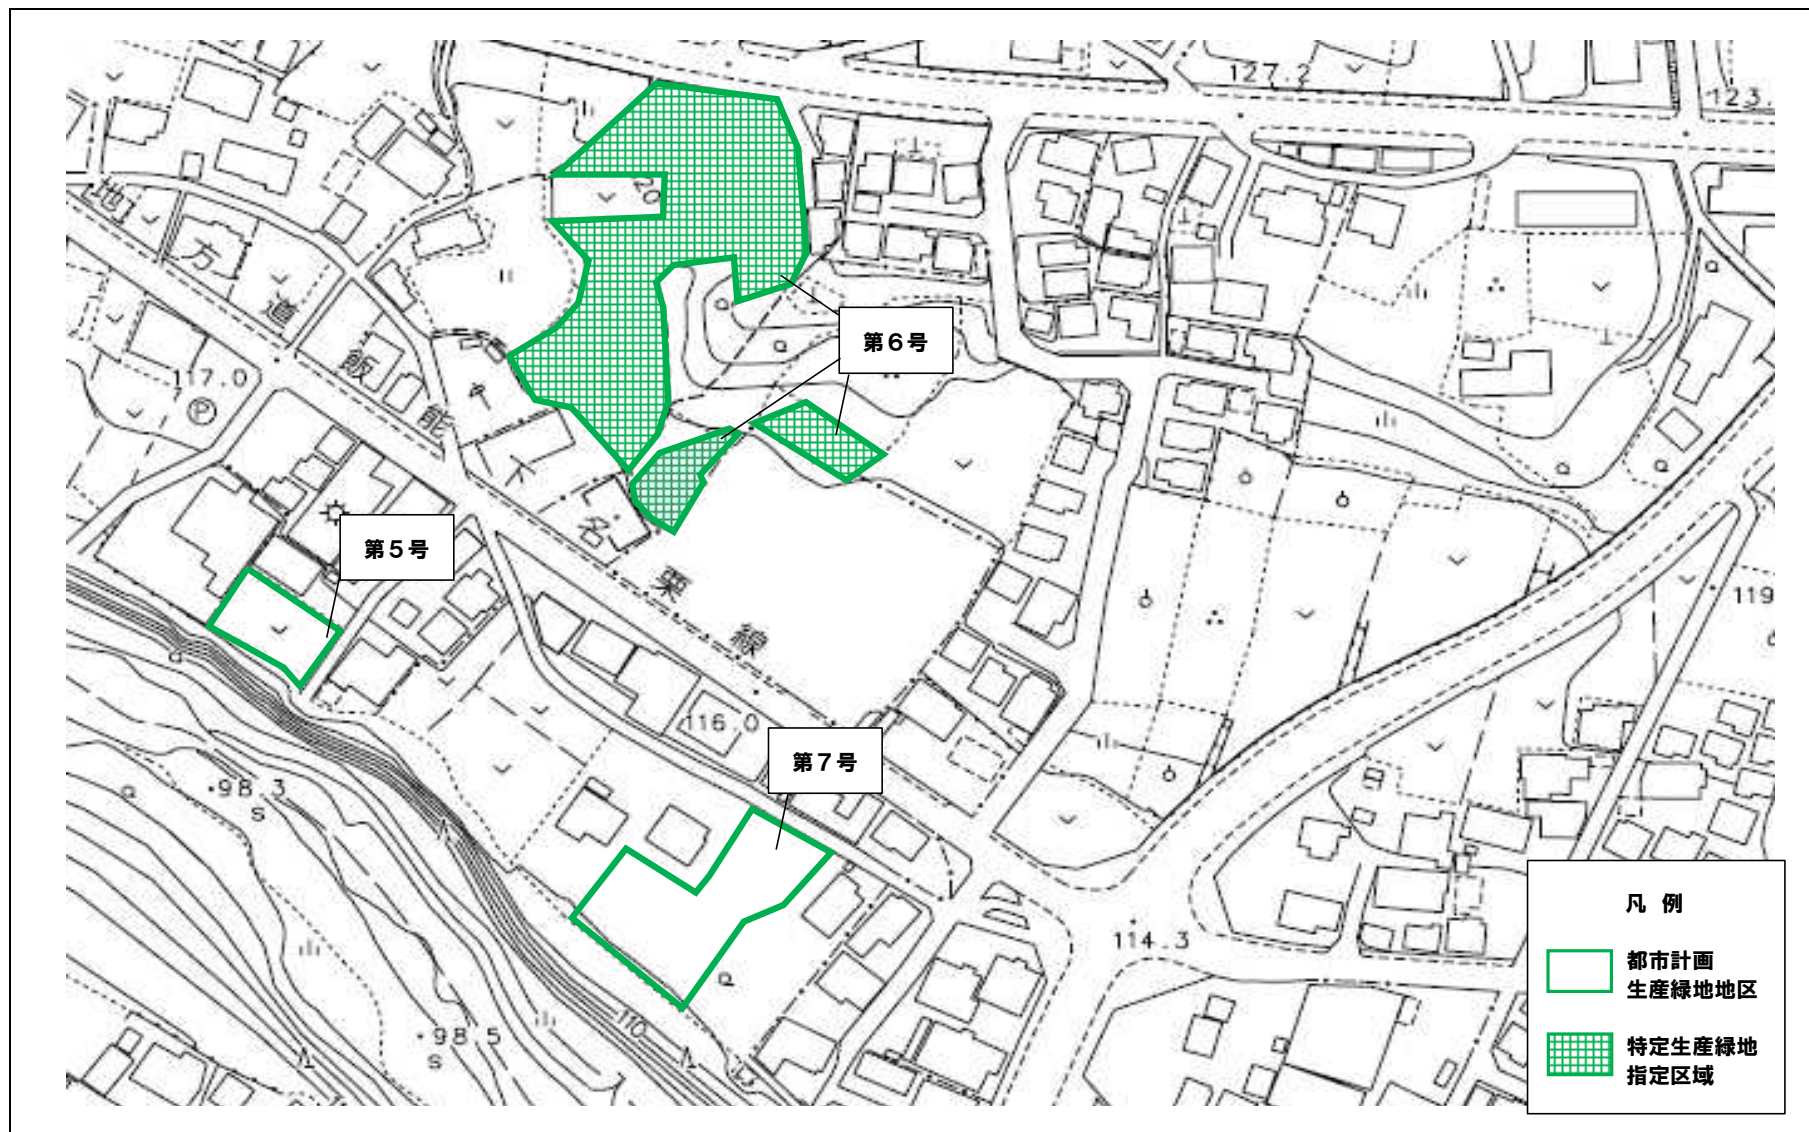 127.2
123.
20
地
方
道
飯
能
下
名
栗
線
第6号
117.0
P
第5号
116.0
119
第7号
98.3
s
98.5
s
110
114.3
凡 例
都市計画
生産緑地地区
特定生産緑地
指定区域